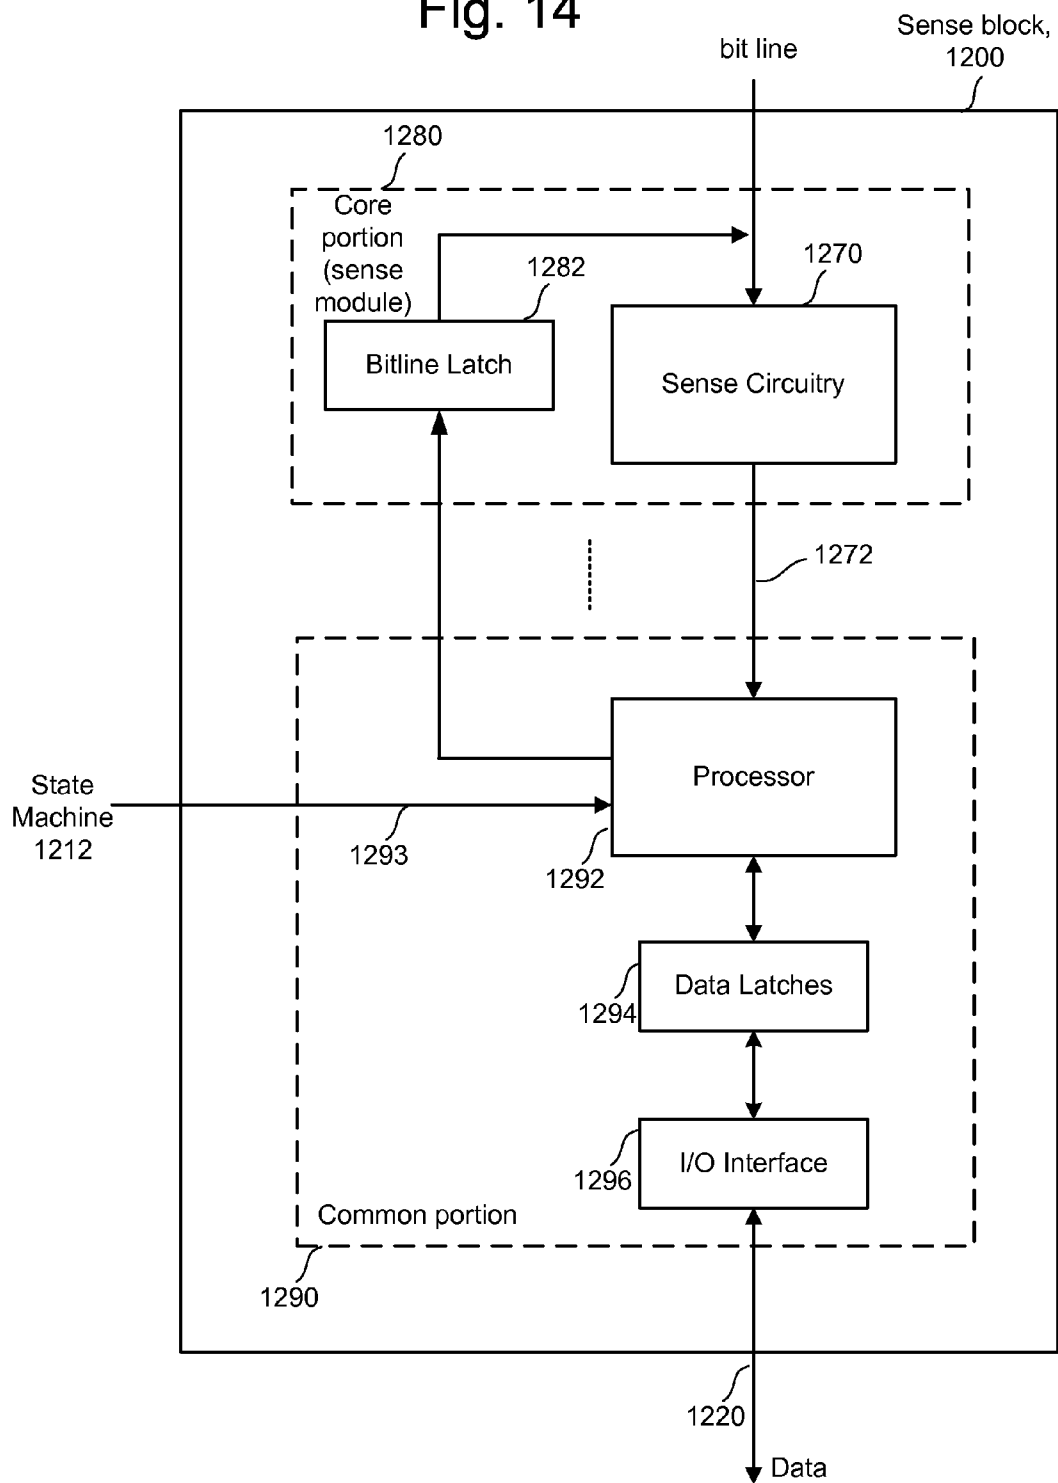 Fig. 14
Sense block,
1200
bit line
1280
Core
portion
(sense
module)
1282
1270
Bitline Latch
Sense Circuitry
1272
Processor
State
Machine
1212
1293
1292
Data Latches
1294
I/O Interface
1296
Common portion
1290
1220
Data